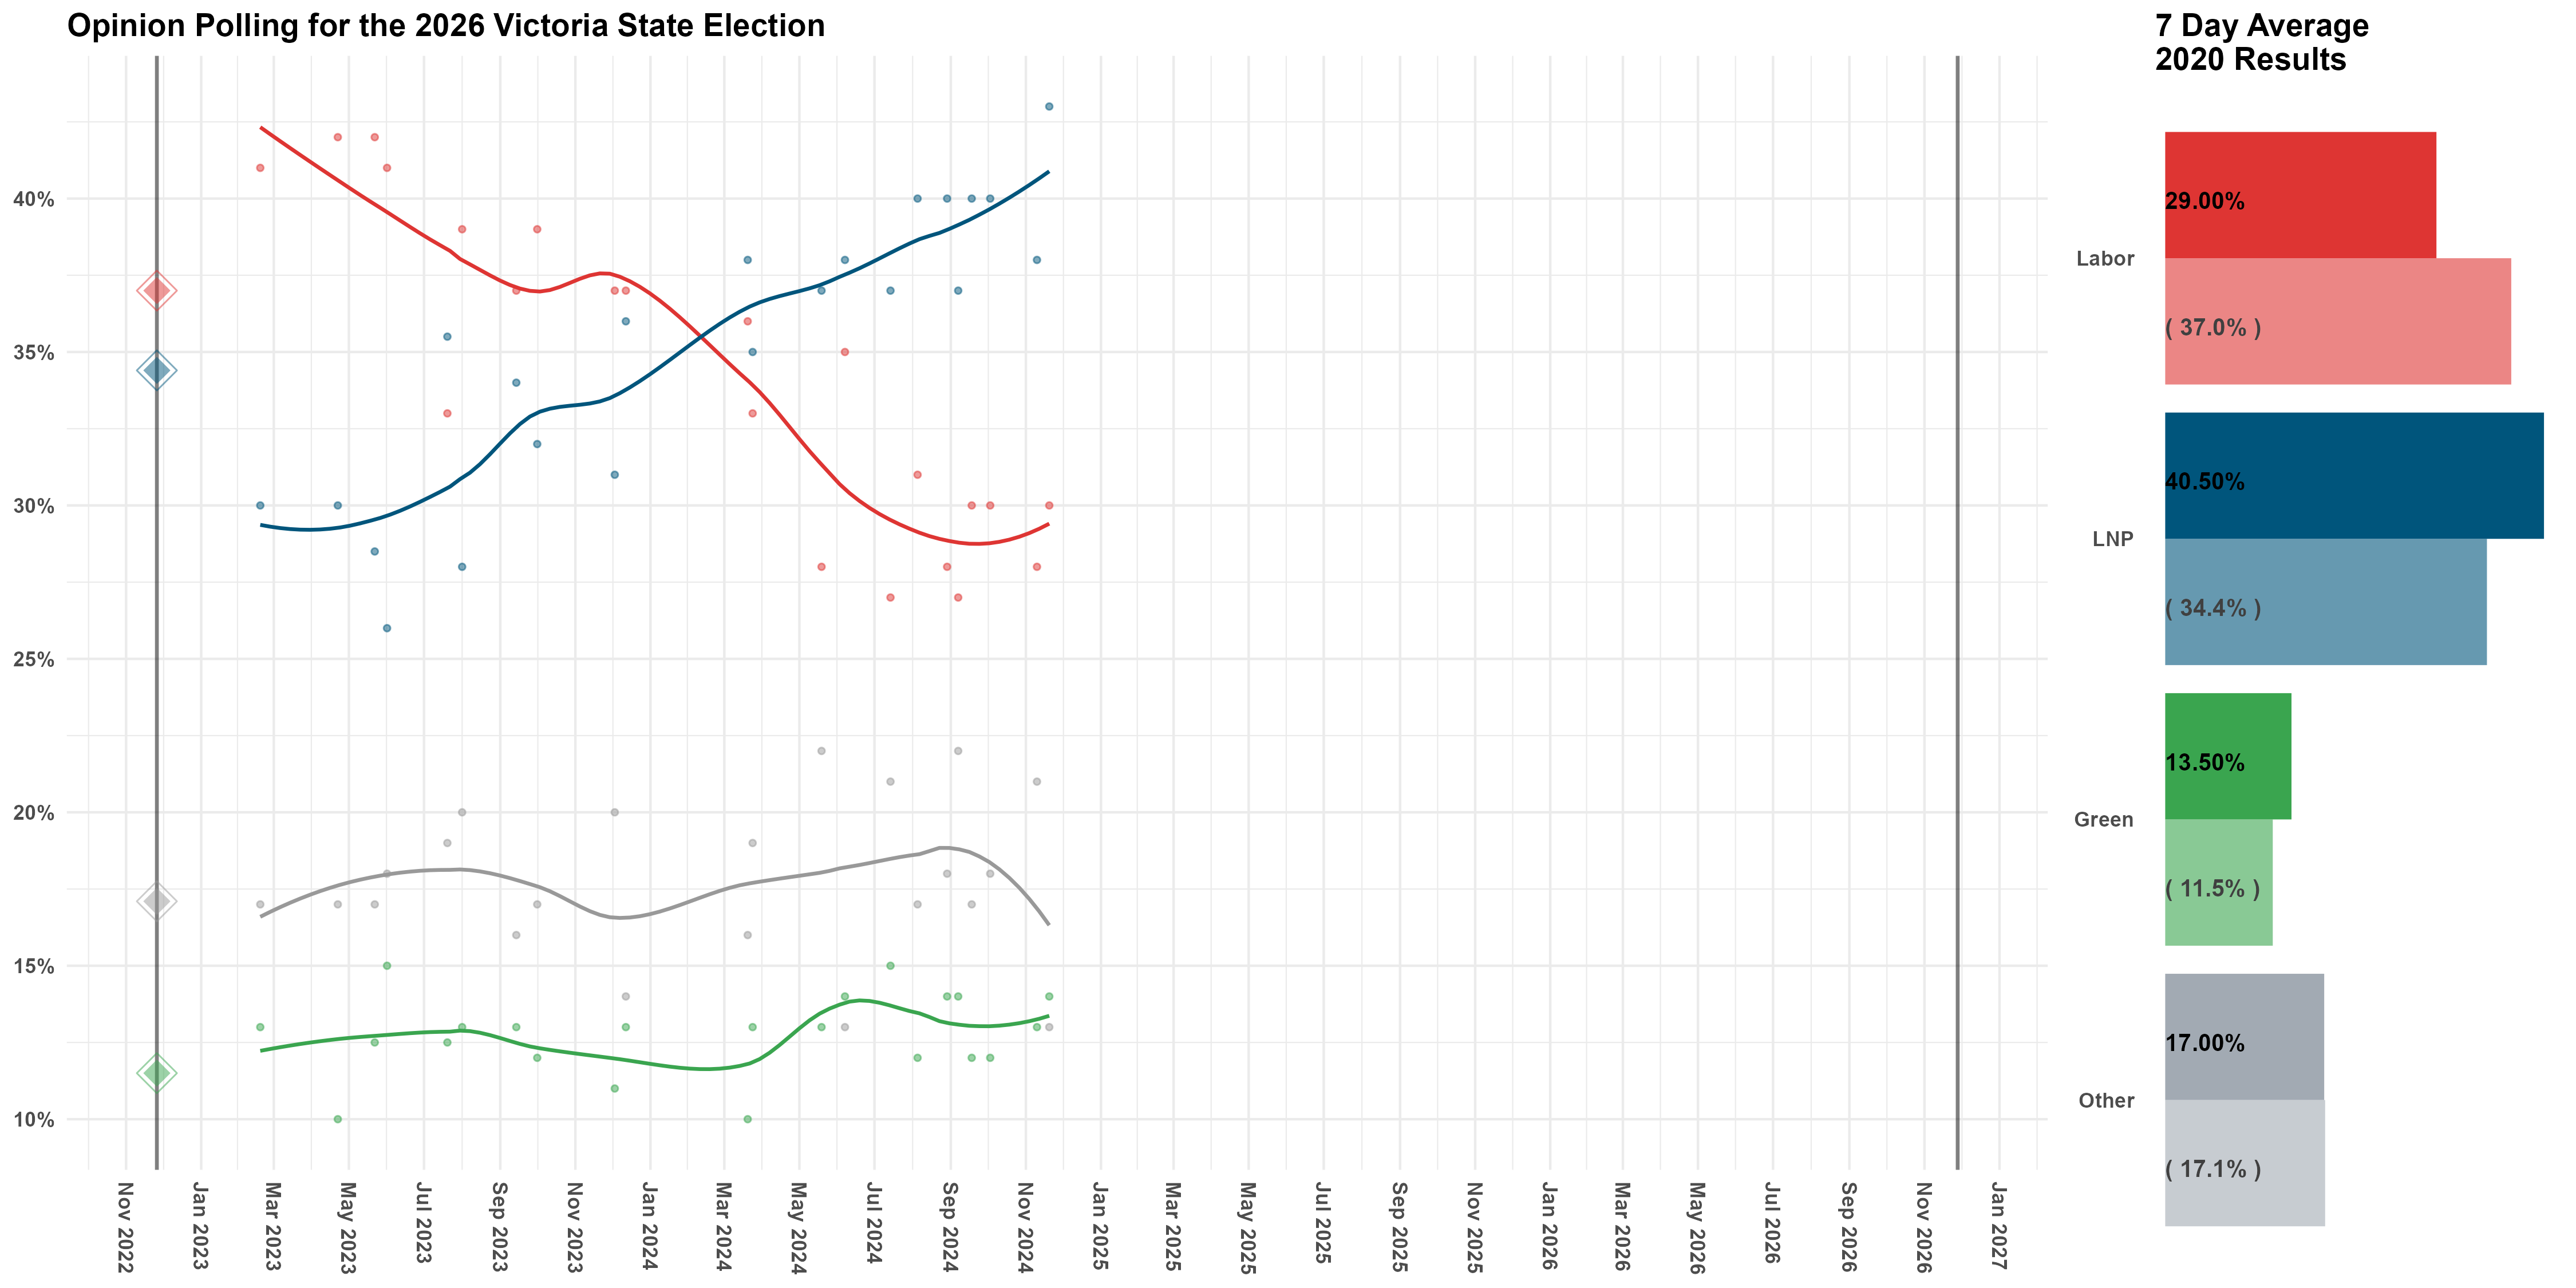 Opinion Polling for the 2026 Victoria State Election
40%
35%
30%
25%
20%
15%
10%
Nov 2022
Jan 2023
Mar 2023
May 2023
Jul 2023
Sep 2023
Nov 2023
Jan 2024
Mar 2024
May 2024
Jul 2024
Sep 2024
Nov 2024
Jan 2025
Mar 2025
May 2025
Jul 2025
Sep 2025
Nov 2025
Jan 2026
Mar 2026
May 2026
Jul 2026
Sep 2026
Nov 2026
Jan 2027
7 Day Average
2020 Results
Labor
29.00%
( 37.0% )
LNP
40.50%
( 34.4% )
Green
13.50%
( 11.5% )
Other
17.00%
( 17.1% )